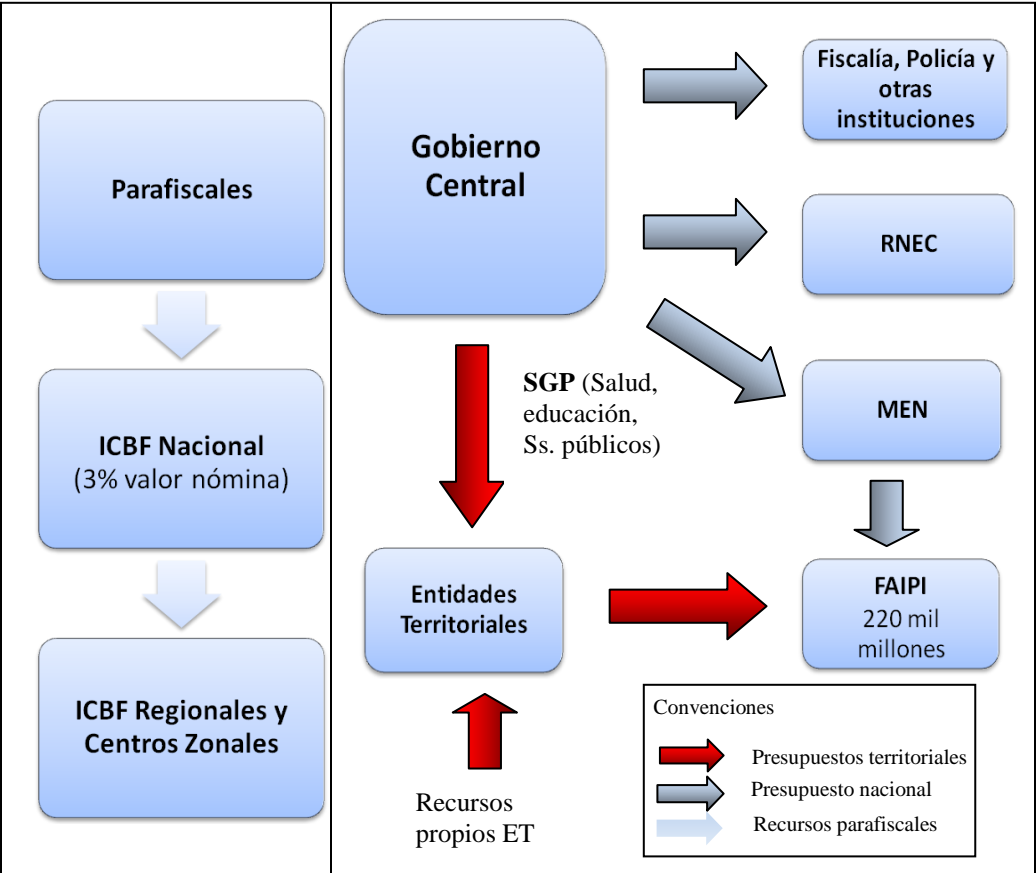 Parafiscales
ICBF Nacional
(3% valor nómina)
ICBF Regionales y
Centros Zonales
Gobierno
Central
Fiscalía, Policía y
otras
instituciones
RNEC
MEN
SGP (Salud,
educación,
Ss. públicos)
Entidades
Territoriales
FAIPI
220 mil
millones
Recursos
propios ET
Convenciones
Presupuestos territoriales
Presupuesto nacional
Recursos parafiscales